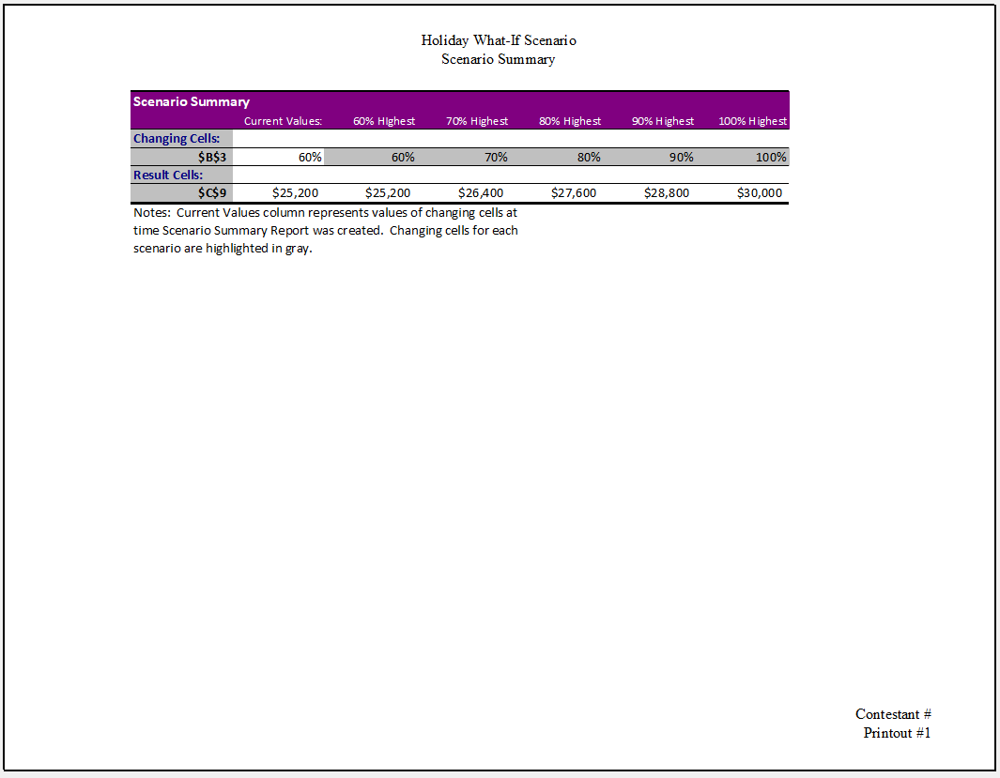 Holiday What-If Scenario
Scenario Summary
Scenario Summary
Current Values: 60% HIghest 70% Highest 80% Highest 90% Highest 100% Highest
Changing Cells:
$B$3 60% 60% 70% 80% 90% 100%
Result Cells:
$C$9 $25,200 $25,200 $26,400 $27,600 $28,800 $30,000
Notes: Current Values column represents values of changing cells at
time Scenario Summary Report was created. Changing cells for each
scenario are highlighted in gray.
Contestant #
Printout #1